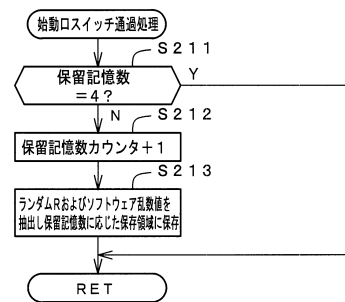 始動口スイッチ通過処理
S211
保留記憶数
=4?
Y
N
S212
保留記憶数カウンタ+1
S213
ランダムRおよびソフトウェア乱数値を
抽出し保留記憶数に応じた保存領域に保存
RET